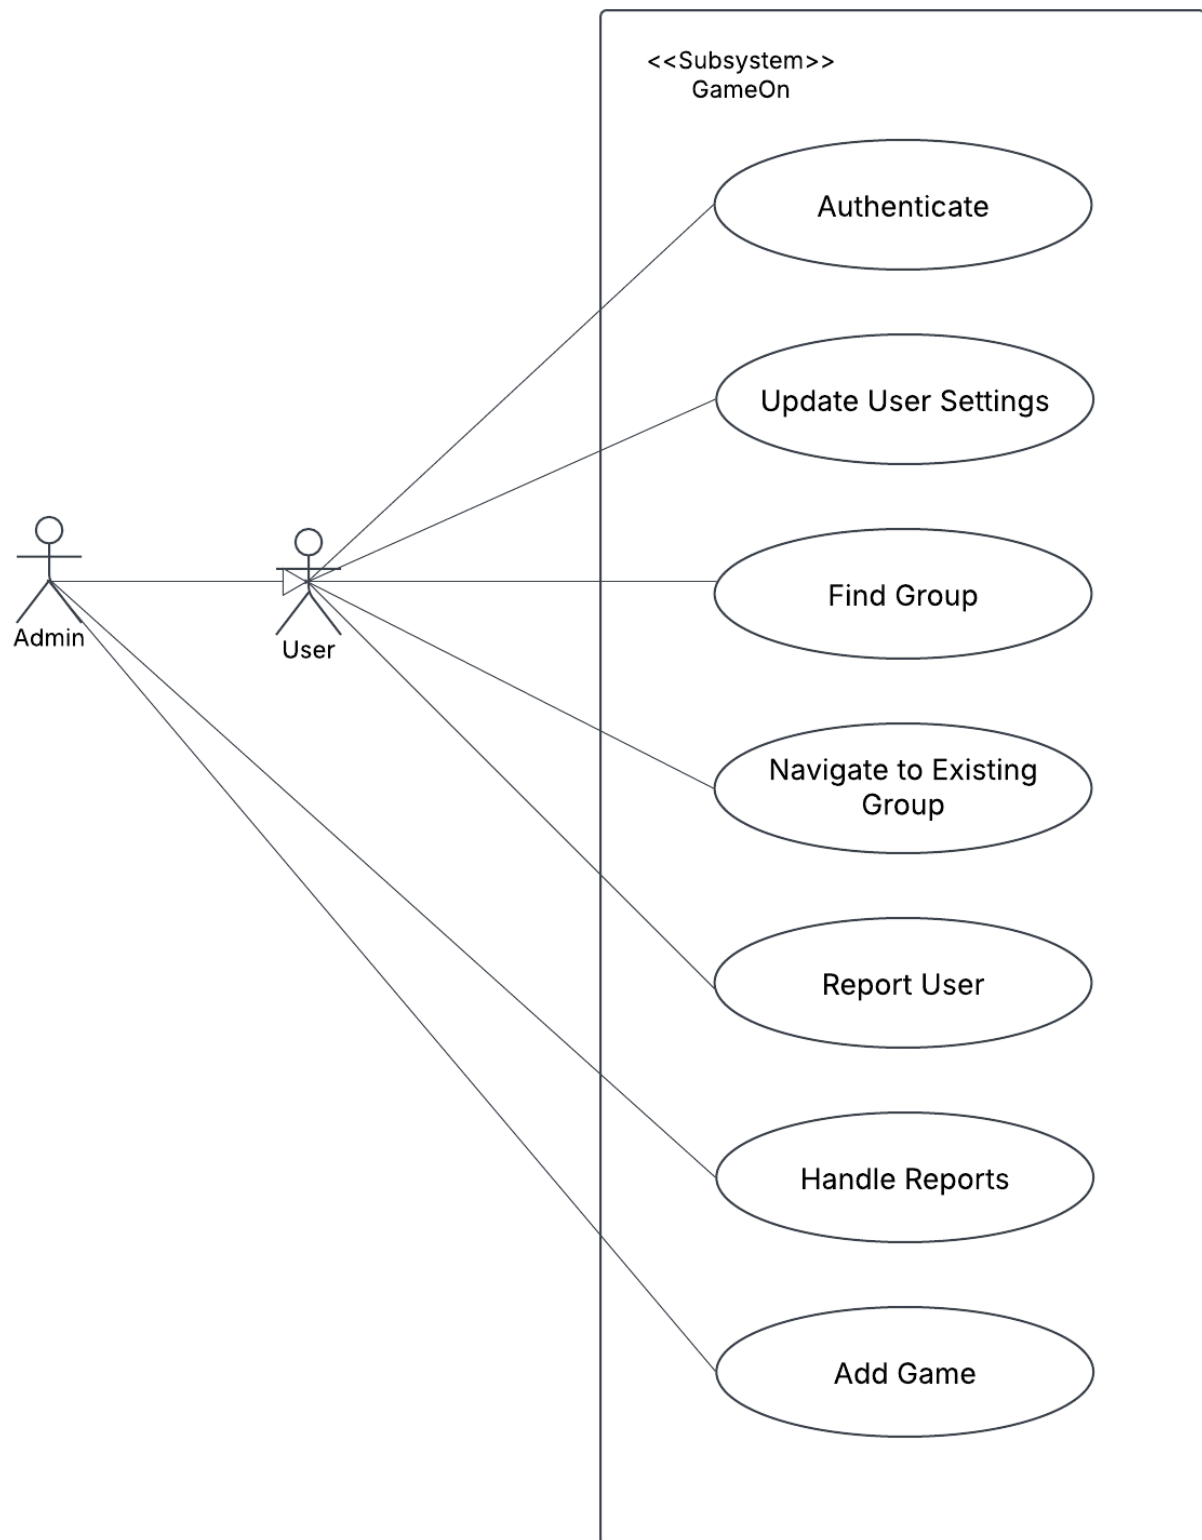 <<Subsystem>>
GameOn
Authenticate
Update User Settings
Find Group
Admin
User
Navigate to Existing
Group
Report User
Handle Reports
Add Game